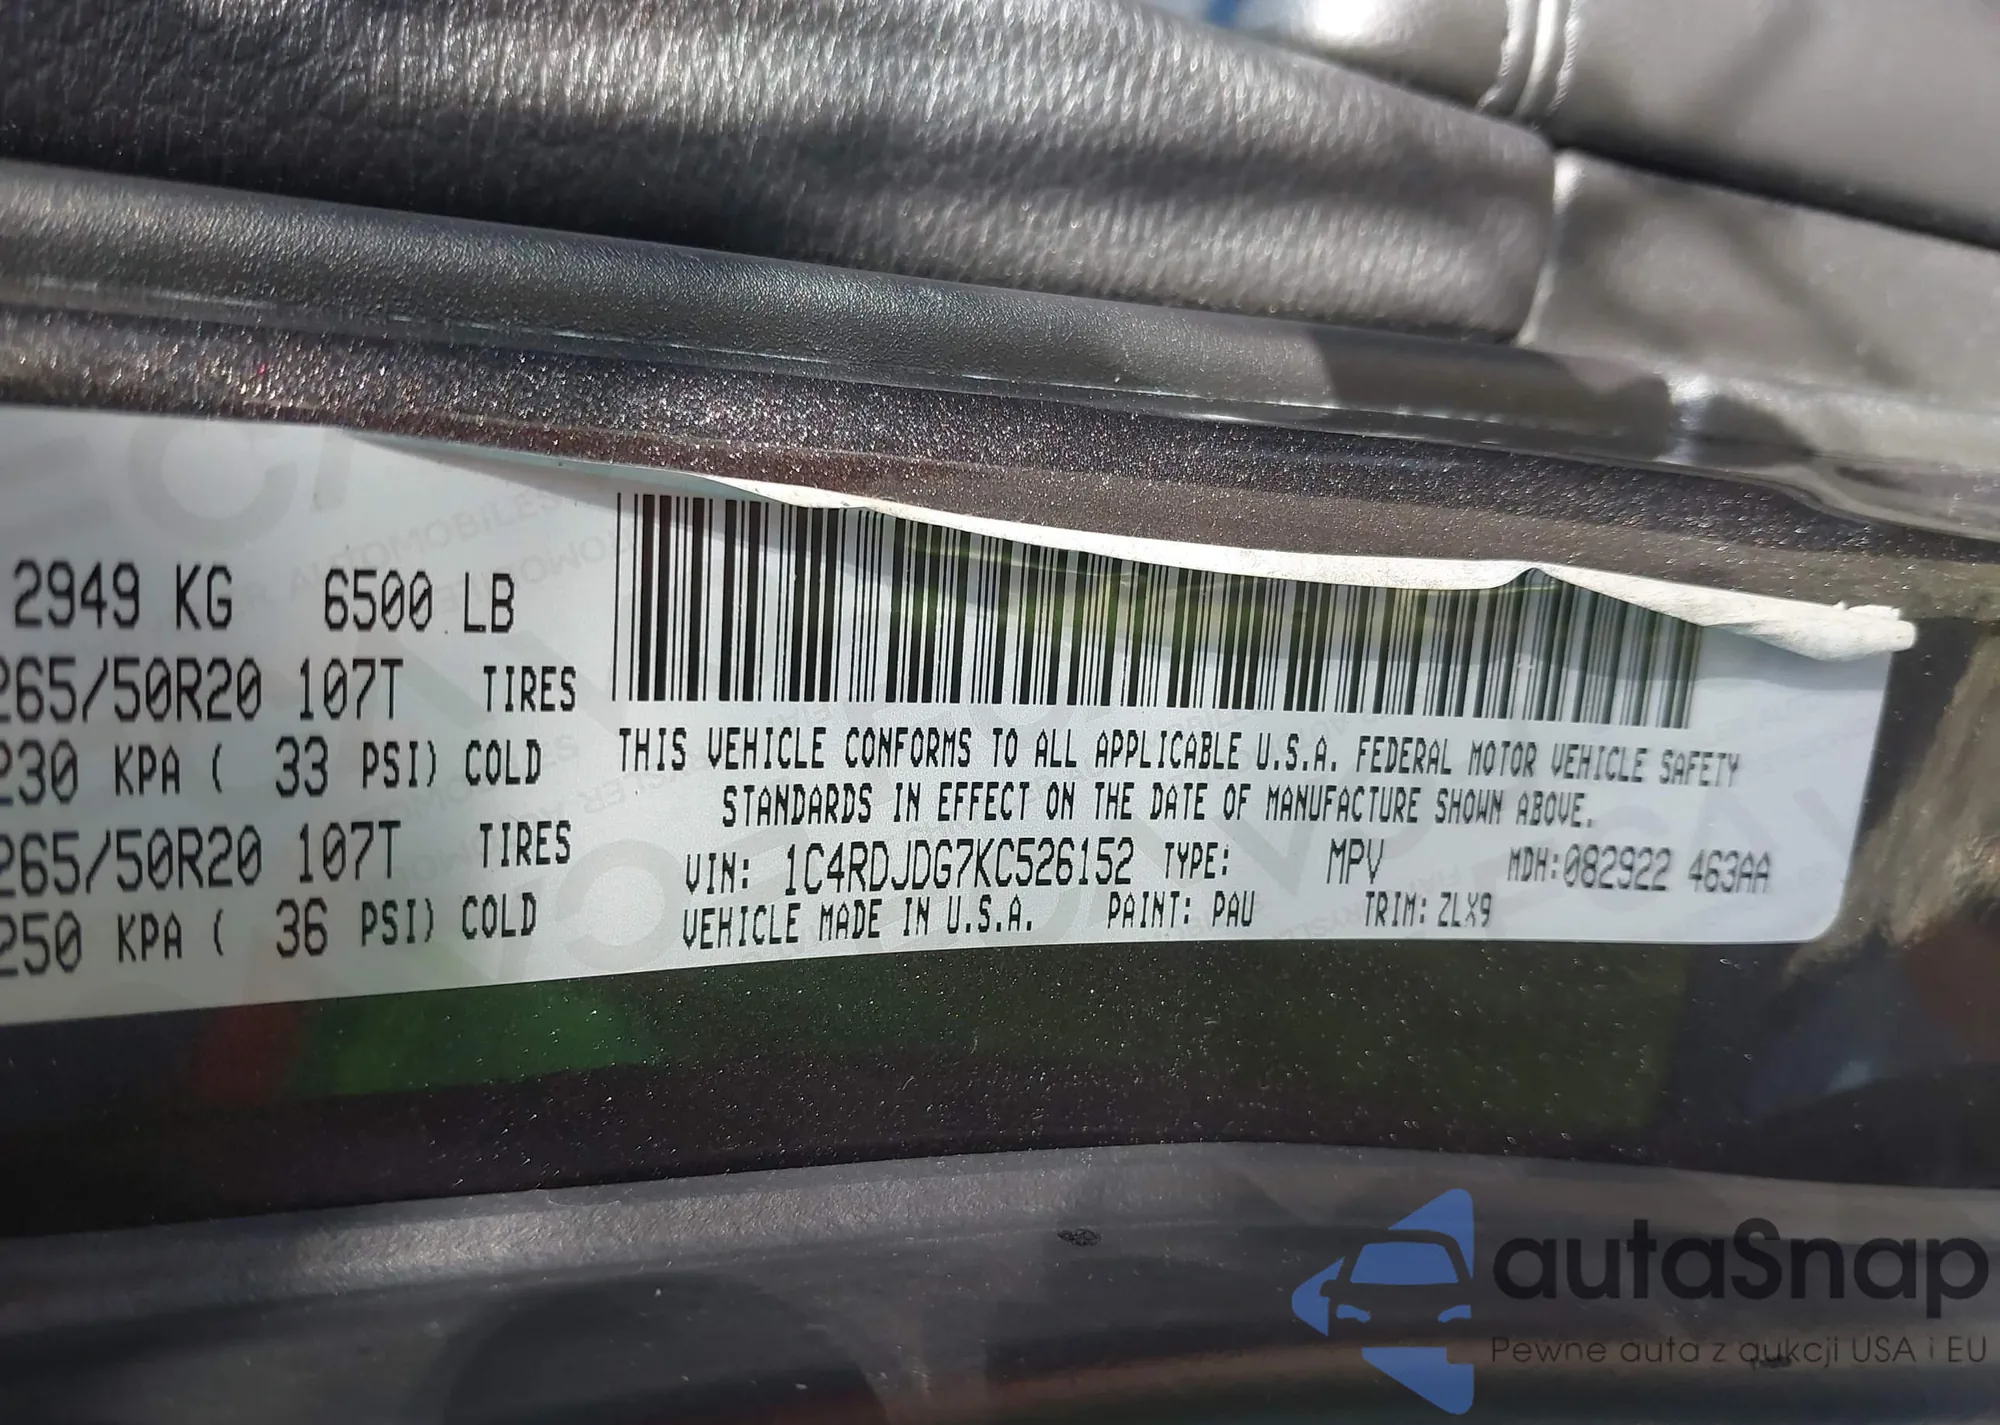 2949 KG 6500 LB
265/50R20 107T TIRES
230 KPA ( 33 PSI) COLD
265/50R20 107T TIRES
250 KPA ( 36 PSI) COLD
THIS VEHICLE CONFORMS TO ALL APPLICABLE U.S.A. FEDERAL MOTOR VEHICLE SAFETY
STANDARDS IN EFFECT ON THE DATE OF MANUFACTURE SHOWN ABOVE.
VIN: 1C4RDJDG7KC526152 TYPE: MPV MDH:082922 463AA
VEHICLE MADE IN U.S.A. PAINT: PAU TRIM: ZLX9
autaSnap
Pewne auta z aukcji USA i EU